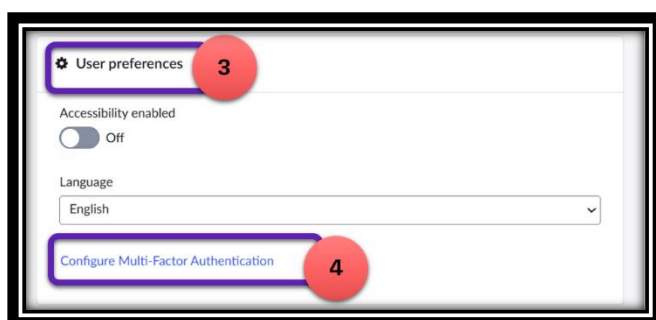 User preferences
3
Accessibility enabled
Off
Language
English
Configure Multi-Factor Authentication
4